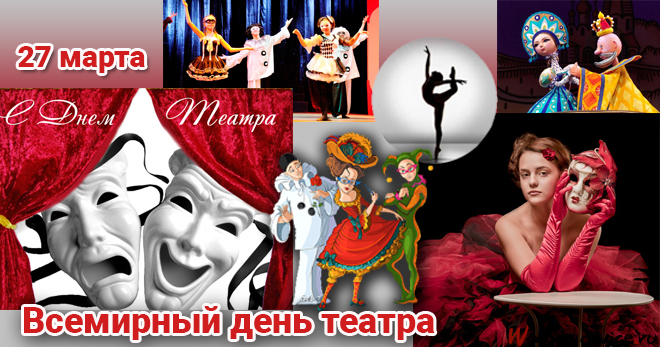 27 марта
С Днем Театра
Всемирный день театра